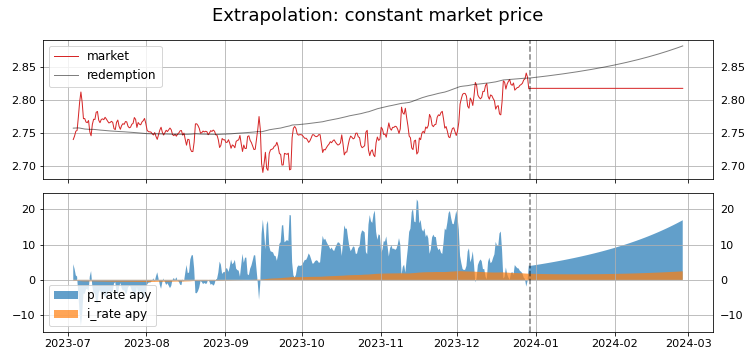 Extrapolation: constant market price
market
redemption
2.85
2.80
2.75
2.70
2.85
2.80
2.75
2.70
20
10
0
−10
20
10
0
−10
p_rate apy
i_rate apy
2023-07 2023-08 2023-09 2023-10 2023-11 2023-12 2024-01 2024-02 2024-03